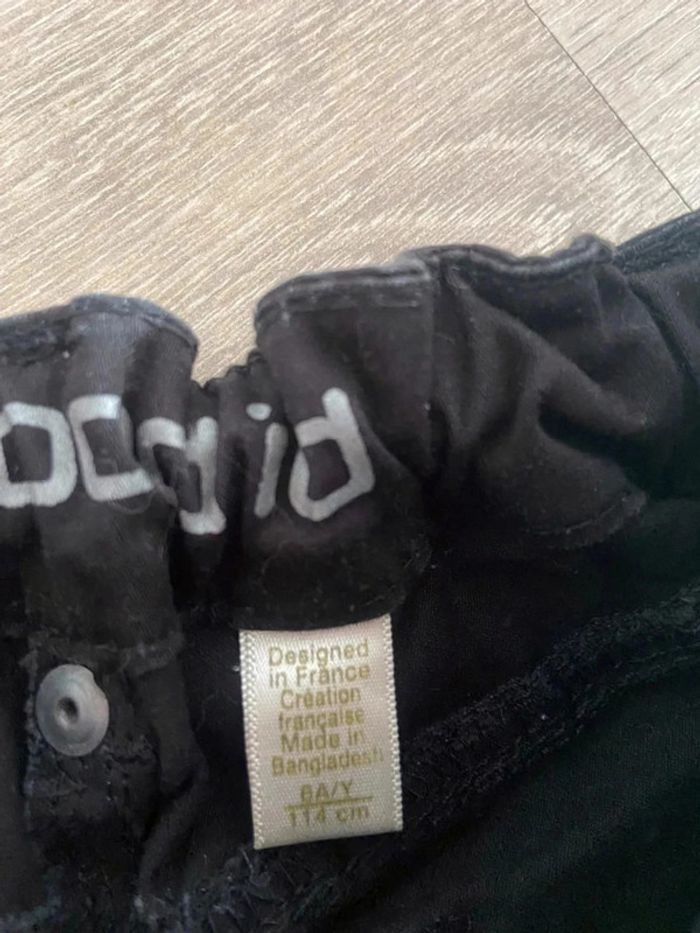 Designed
in France
Création
française
Made in
Bangladesh
6A/Y
114 cm